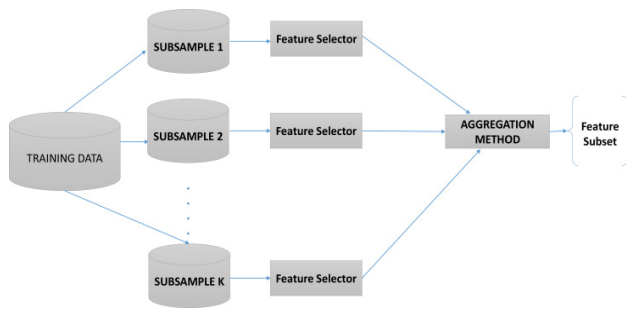 SUBSAMPLE 1
Feature Selector
TRAINING DATA
SUBSAMPLE 2
Feature Selector
AGGREGATION
METHOD
Feature
Subset
SUBSAMPLE K
Feature Selector